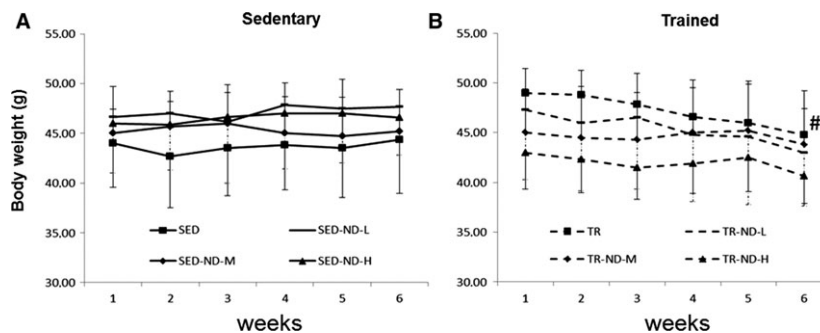 A
Sedentary
Body weight (g)
55.00
50.00
45.00
40.00
35.00
30.00
SED
SED-ND-L
SED-ND-M
SED-ND-H
1 2 3 4 5 6
weeks
B
Trained
55.00
50.00
45.00
40.00
35.00
30.00
#
TR
TR-ND-L
TR-ND-M
TR-ND-H
1 2 3 4 5 6
weeks